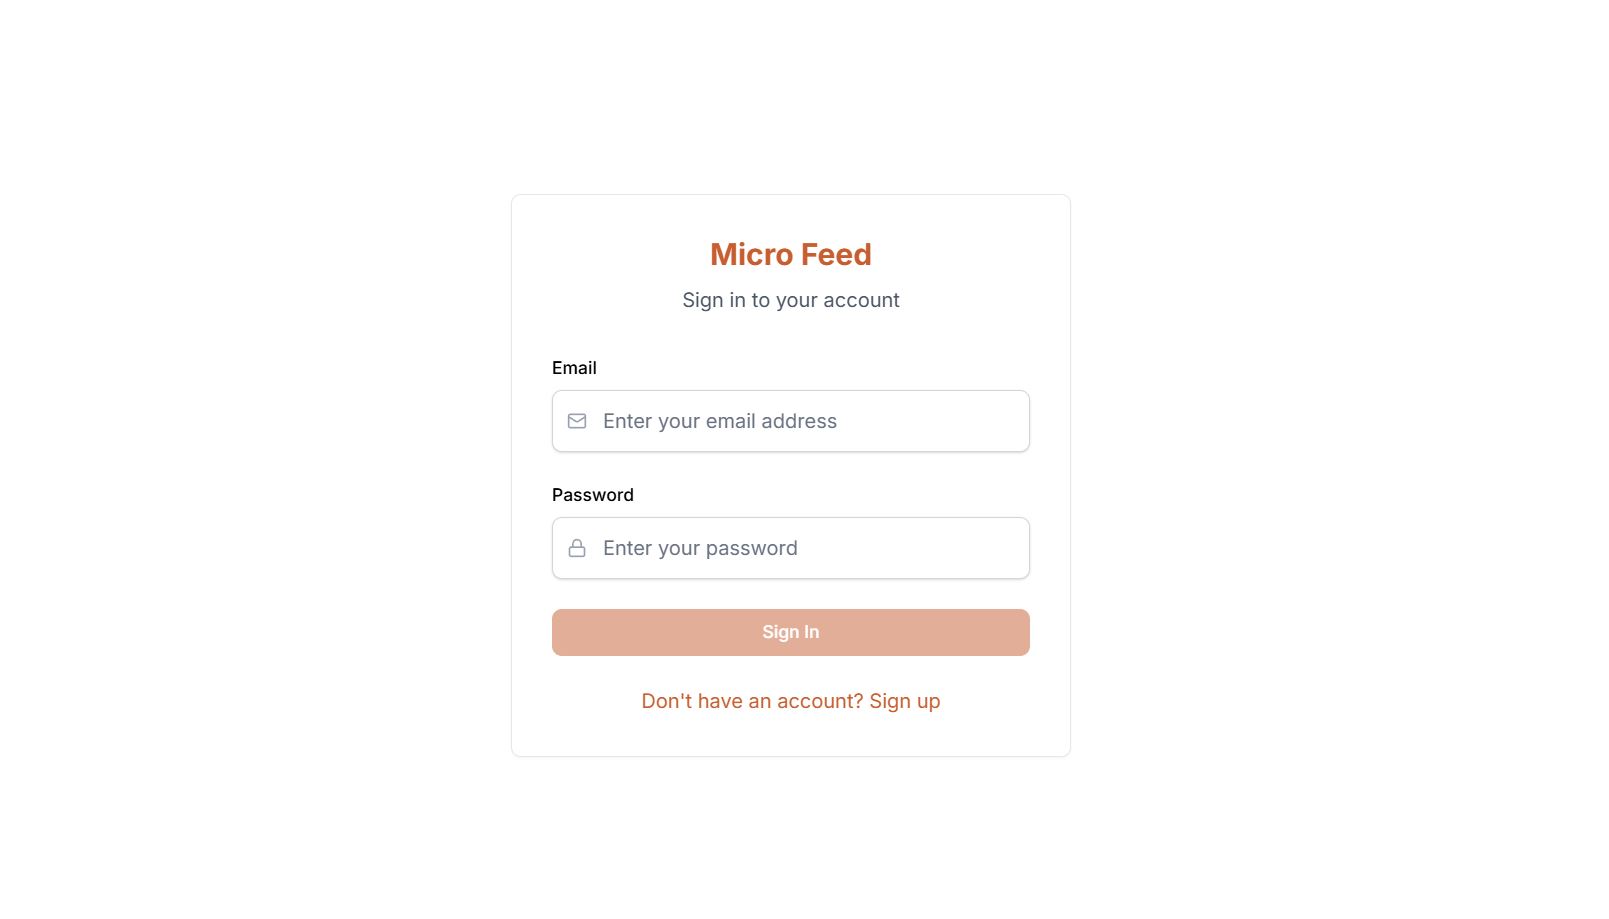 Micro Feed
Sign in to your account
Email
Enter your email address
Password
Enter your password
Sign In
Don't have an account? Sign up